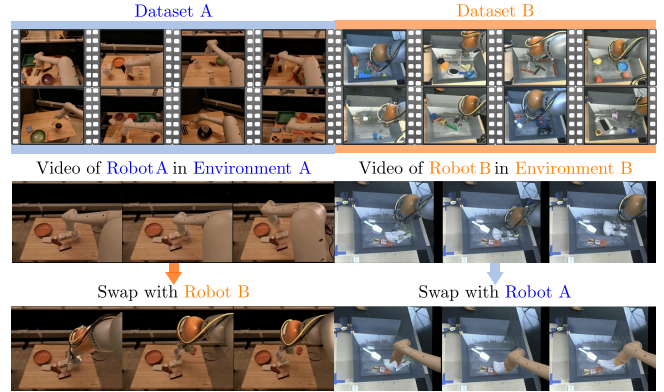 Dataset A
Dataset B
Video of Robot A in Environment A
Video of Robot B in Environment B
Swap with Robot B
Swap with Robot A